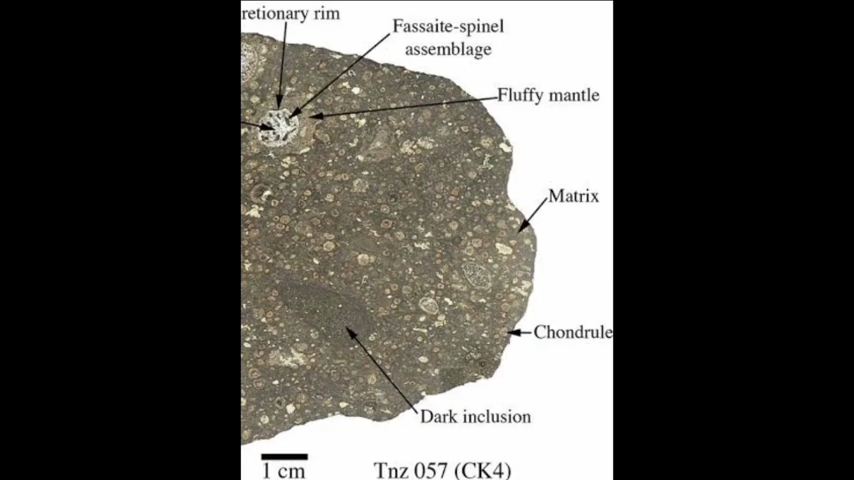 retionary rim
Fassaite-spinel
assemblage
Fluffy mantle
Matrix
Chondrule
Dark inclusion
1 cm
Tnz 057 (CK4)